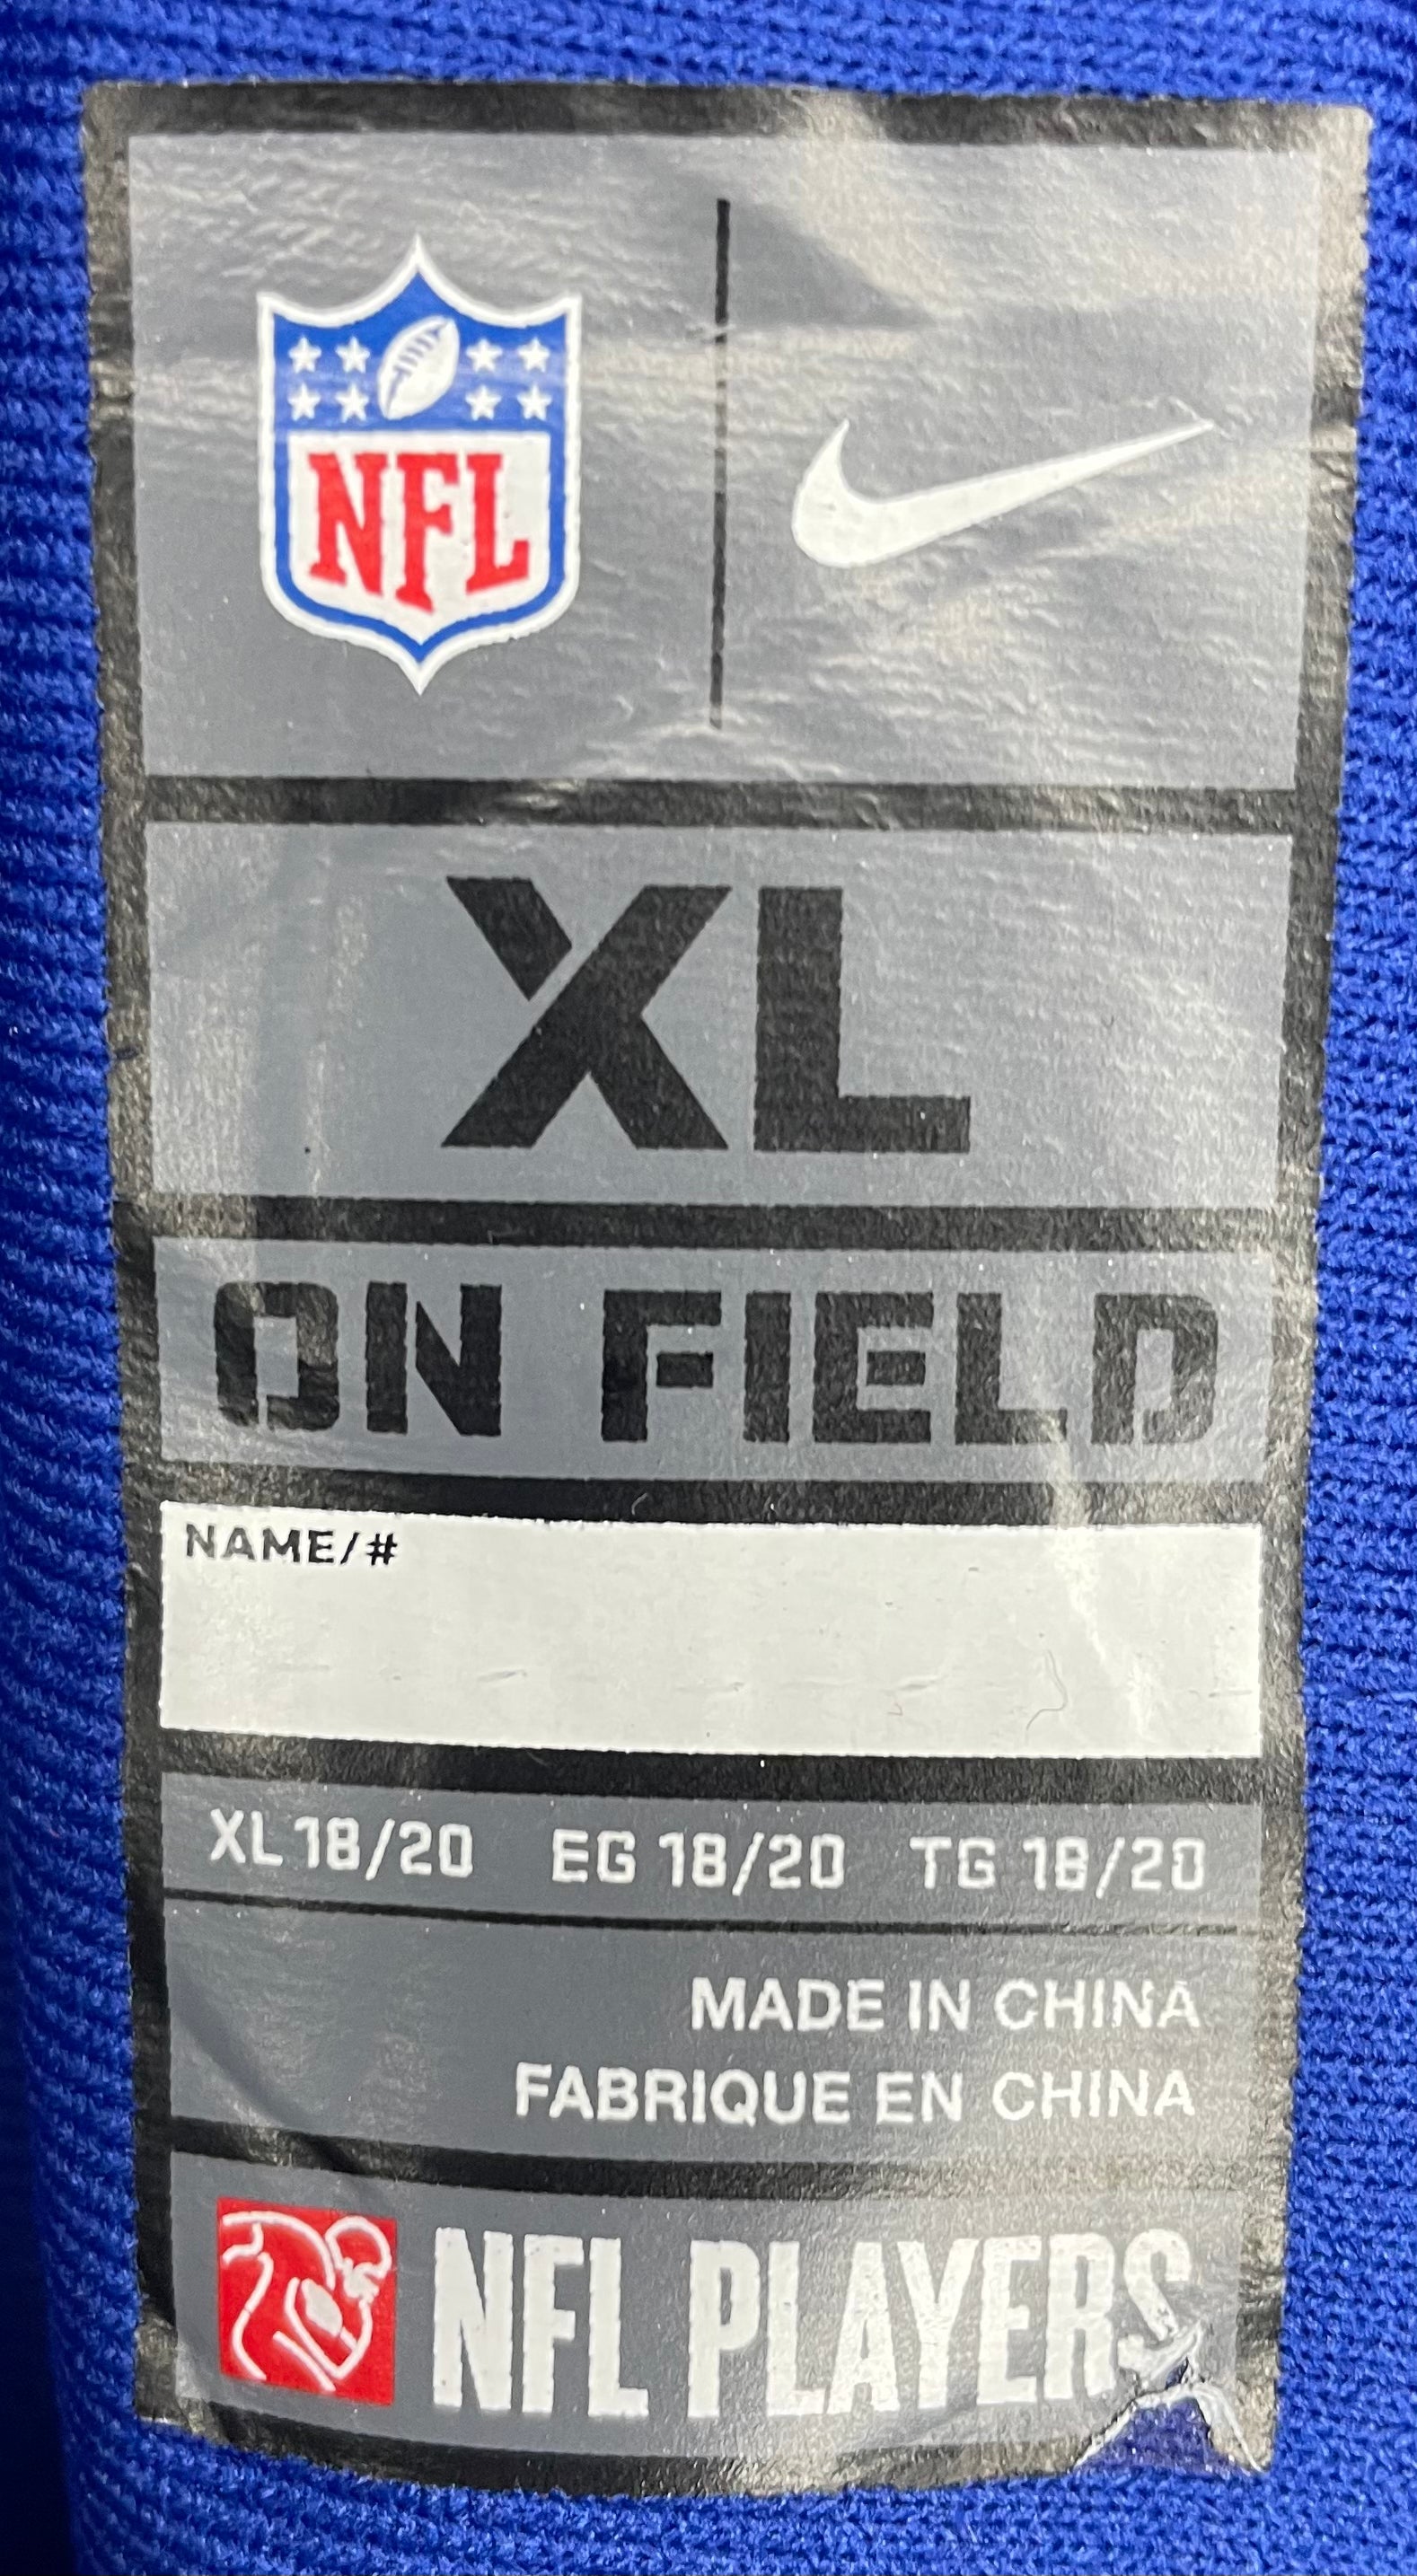 NFL
XL
ON FIELD
NAME/#
XL 18/20 EG 18/20 TG 18/20
MADE IN CHINA
FABRIQUE EN CHINA
NFL PLAYERS